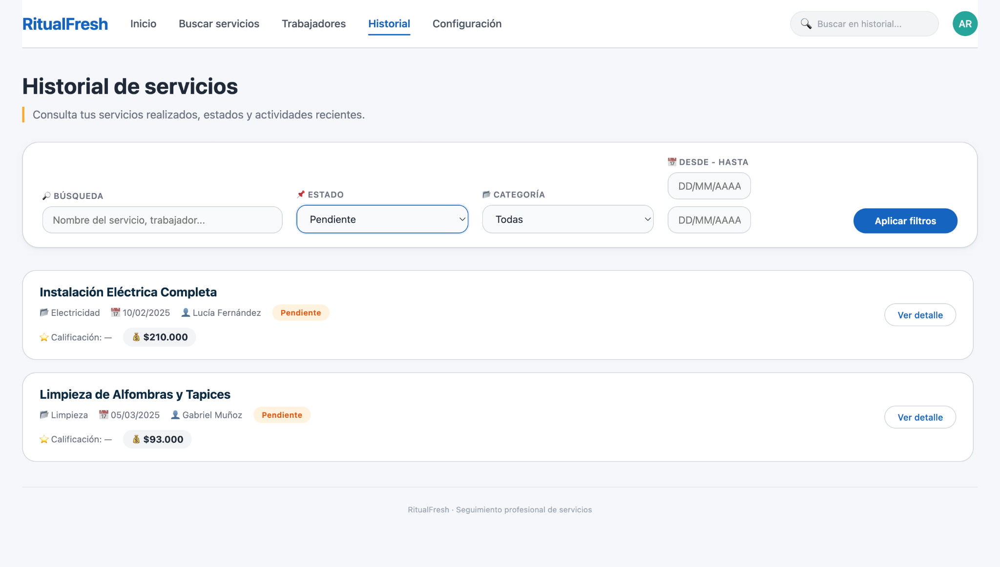 RitualFresh Inicio Buscar servicios Trabajadores Historial Configuración Buscar en historial... AR
Historial de servicios
Consulta tus servicios realizados, estados y actividades recientes.
BÚSQUEDA
Nombre del servicio, trabajador...
ESTADO
Pendiente
CATEGORÍA
Todas
DESDE - HASTA
DD/MM/AAAA
DD/MM/AAAA
Aplicar filtros
Instalación Eléctrica Completa
Electricidad 10/02/2025 Lucía Fernández Pendiente
Calificación: — $210.000
Ver detalle
Limpieza de Alfombras y Tapices
Limpieza 05/03/2025 Gabriel Muñoz Pendiente
Calificación: — $93.000
Ver detalle
RitualFresh · Seguimiento profesional de servicios